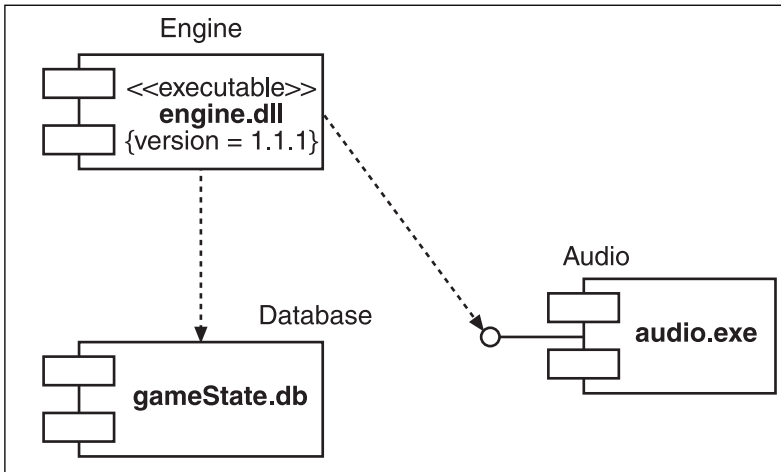 Engine
<<executable>>
engine.dll
{version = 1.1.1}
Audio
audio.exe
Database
gameState.db